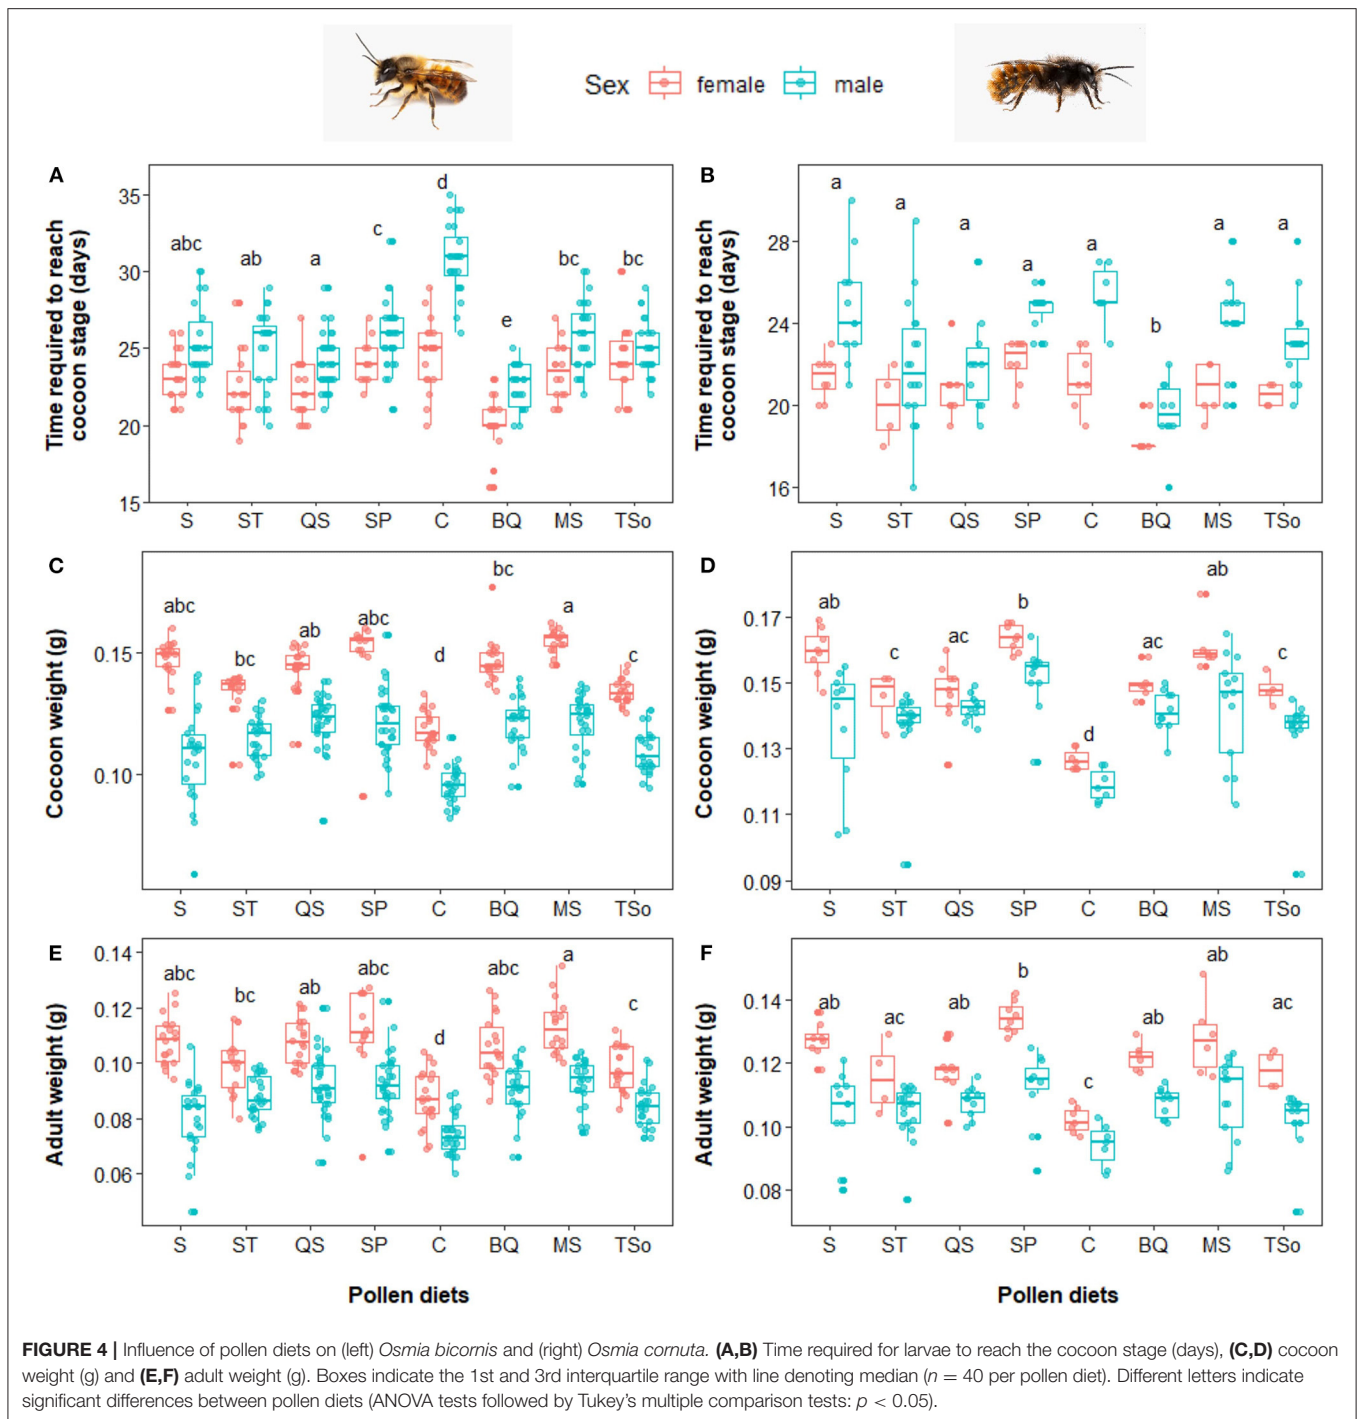 Sex female male
A
Time required to reach
cocoon stage (days)
35
30
25
20
15
abc ab a c d e bc bc
S ST QS SP C BQ MS TSo
B
Time required to reach
cocoon stage (days)
28
24
20
16
a a a a a b a a
S ST QS SP C BQ MS TSo
C
Cocoon weight (g)
0.15
0.10
abc bc ab abc d bc a c
S ST QS SP C BQ MS TSo
D
Cocoon weight (g)
0.17
0.15
0.13
0.11
0.09
ab c ac b d ac ab c
S ST QS SP C BQ MS TSo
E
Adult weight (g)
0.14
0.12
0.10
0.08
0.06
abc bc ab abc d abc a c
S ST QS SP C BQ MS TSo
Pollen diets
F
Adult weight (g)
0.14
0.12
0.10
0.08
ab ac ab b c ab ab ac
S ST QS SP C BQ MS TSo
Pollen diets
FIGURE 4 | Influence of pollen diets on (left) Osmia bicornis and (right) Osmia cornuta. (A,B) Time required for larvae to reach the cocoon stage (days), (C,D) cocoon
weight (g) and (E,F) adult weight (g). Boxes indicate the 1st and 3rd interquartile range with line denoting median (n = 40 per pollen diet). Different letters indicate
significant differences between pollen diets (ANOVA tests followed by Tukey's multiple comparison tests: p < 0.05).